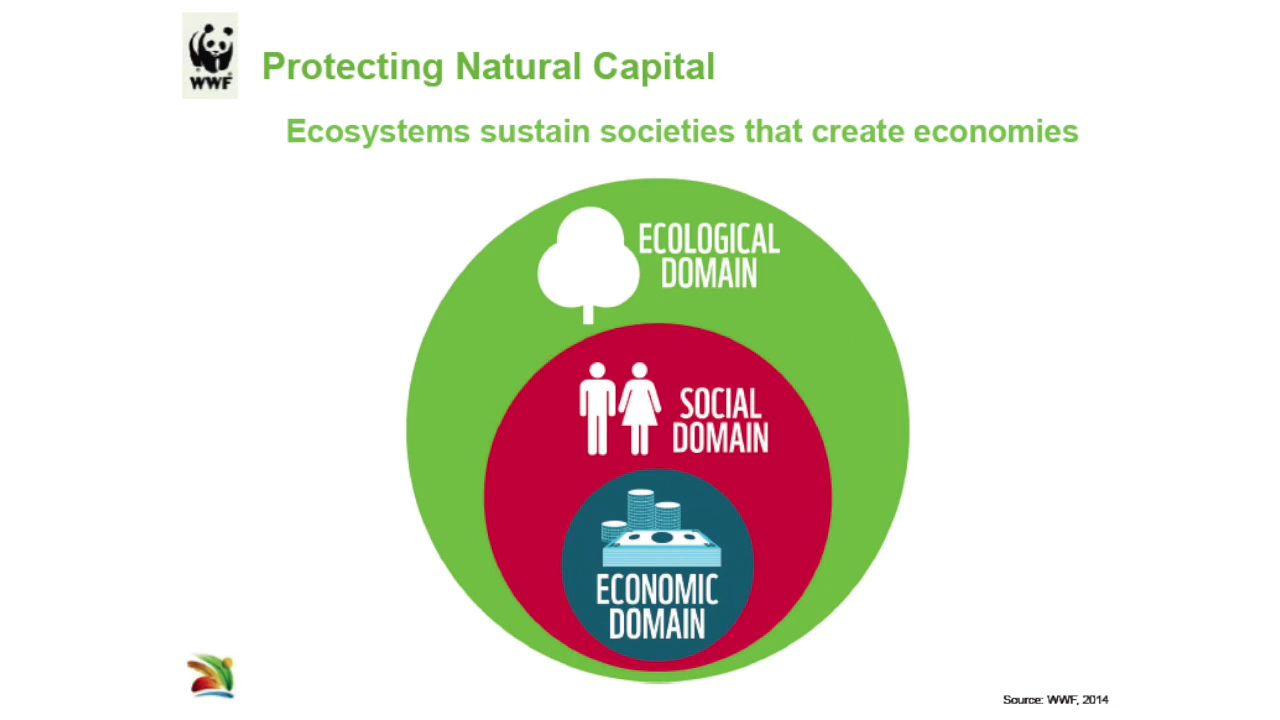 WWF
Protecting Natural Capital
Ecosystems sustain societies that create economies
ECOLOGICAL
DOMAIN
SOCIAL
DOMAIN
ECONOMIC
DOMAIN
Source: WWF, 2014